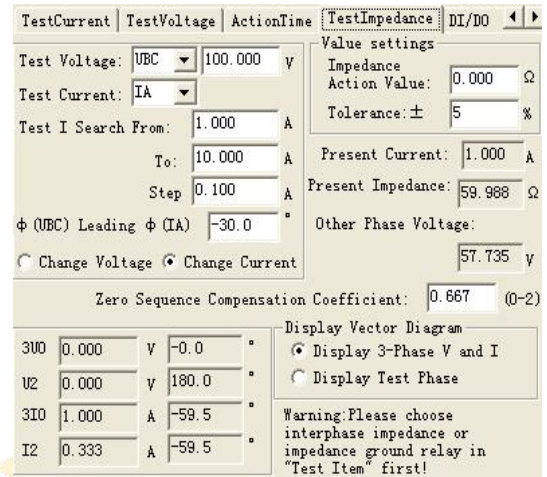 TestCurrent TestVoltage ActionTime TestImpedance DI/DO
Test Voltage: UBC 100.000 V
Test Current: IA
Test I Search From: 1.000 A
To: 10.000 A
Step 0.100 A
φ (UBC) Leading φ (IA) -30.0 °
Change Voltage Change Current
Value settings
Impedance
Action Value: 0.000 Ω
Tolerance: ± 5 %
Present Current: 1.000 A
Present Impedance: 59.988 Ω
Other Phase Voltage:
57.735 V
Zero Sequence Compensation Coefficient: 0.667 (0-2)
3U0 0.000 V -0.0 °
U2 0.000 V 180.0 °
3I0 1.000 A -59.5 °
I2 0.333 A -59.5 °
Display Vector Diagram
Display 3-Phase V and I
Display Test Phase
Warning:Please choose
interphase impedance or
impedance ground relay in
"Test Item" first!